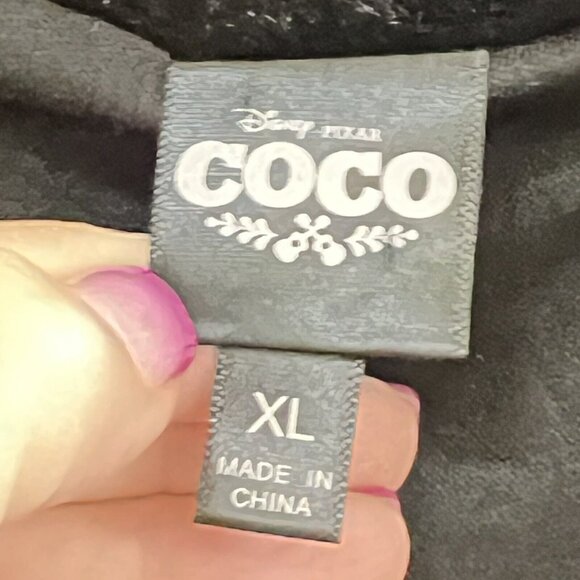 Disney PIXAR
COCO
XL
MADE IN
CHINA